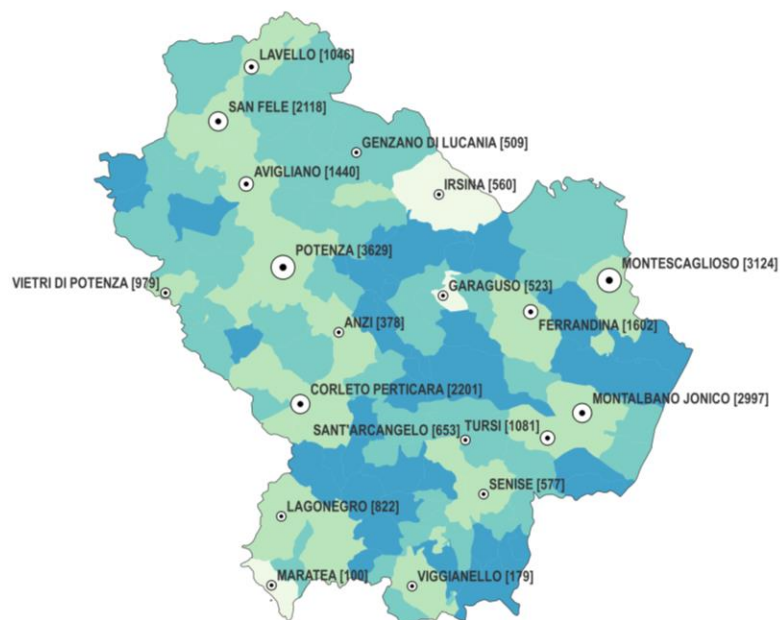 LAVELLO [1046]
SAN FELE [2118]
GENZANO DI LUCANIA [509]
AVIGLIANO [1440]
IRSINA [560]
POTENZA [3629]
MONTESCAGLIOSO [3124]
VIETRI DI POTENZA [979]
GARAGUSO [523]
ANZI [378]
FERRANDINA [1602]
CORLETO PERTICARA [2201]
MONTALBANO JONICO [2997]
SANT'ARCANGELO [653]
TURSI [1081]
SENISE [577]
LAGONEGRO [822]
MARATEA [100]
VIGGIANELLO [179]